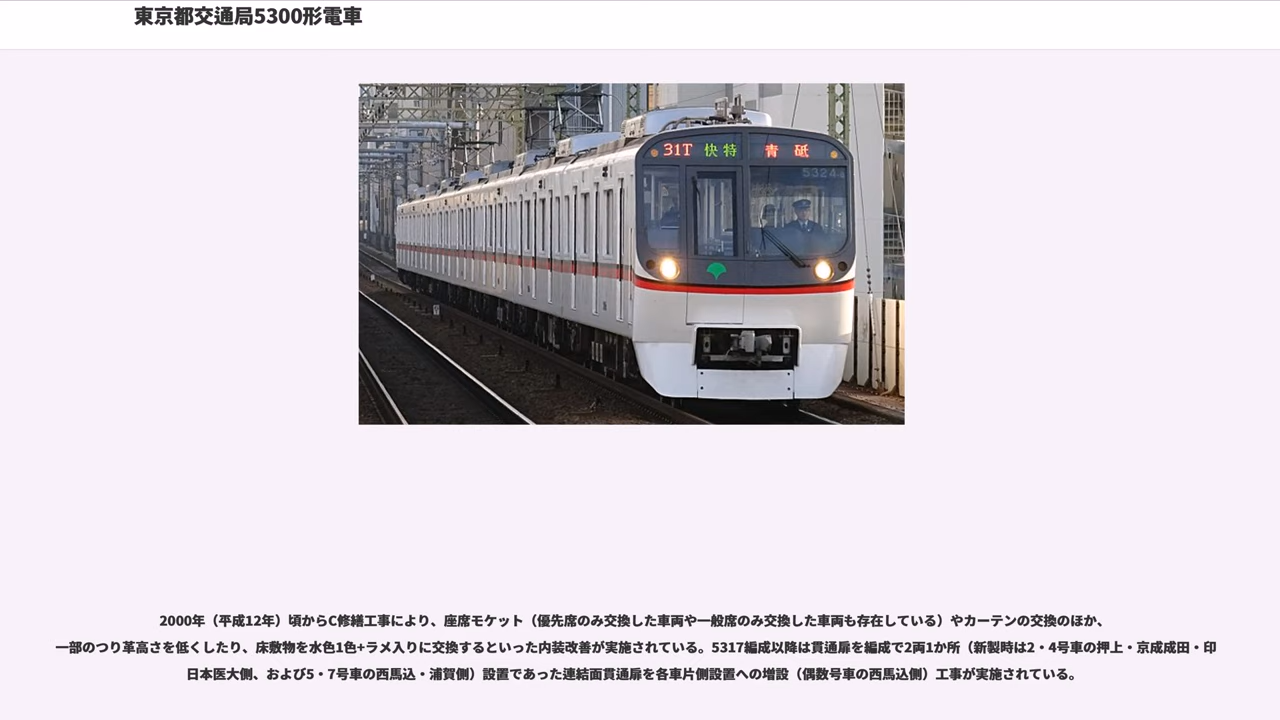 東京都交通局5300形電車
31T 快特 青砥
5324
2000年（平成12年）頃からC修繕工事により、座席モケット（優先席のみ交換した車両や一般席のみ交換した車両も存在している）やカーテンの交換のほか、
一部のつり革高さを低くしたり、床敷物を水色1色+ラメ入りに交換するといった内装改善が実施されている。5317編成以降は貫通扉を編成で2両1か所（新製時は2・4号車の押上・京成成田・印
日本医大側、および5・7号車の西馬込・浦賀側）設置であった連結面貫通扉を各車片側設置への増設（偶数号車の西馬込側）工事が実施されている。